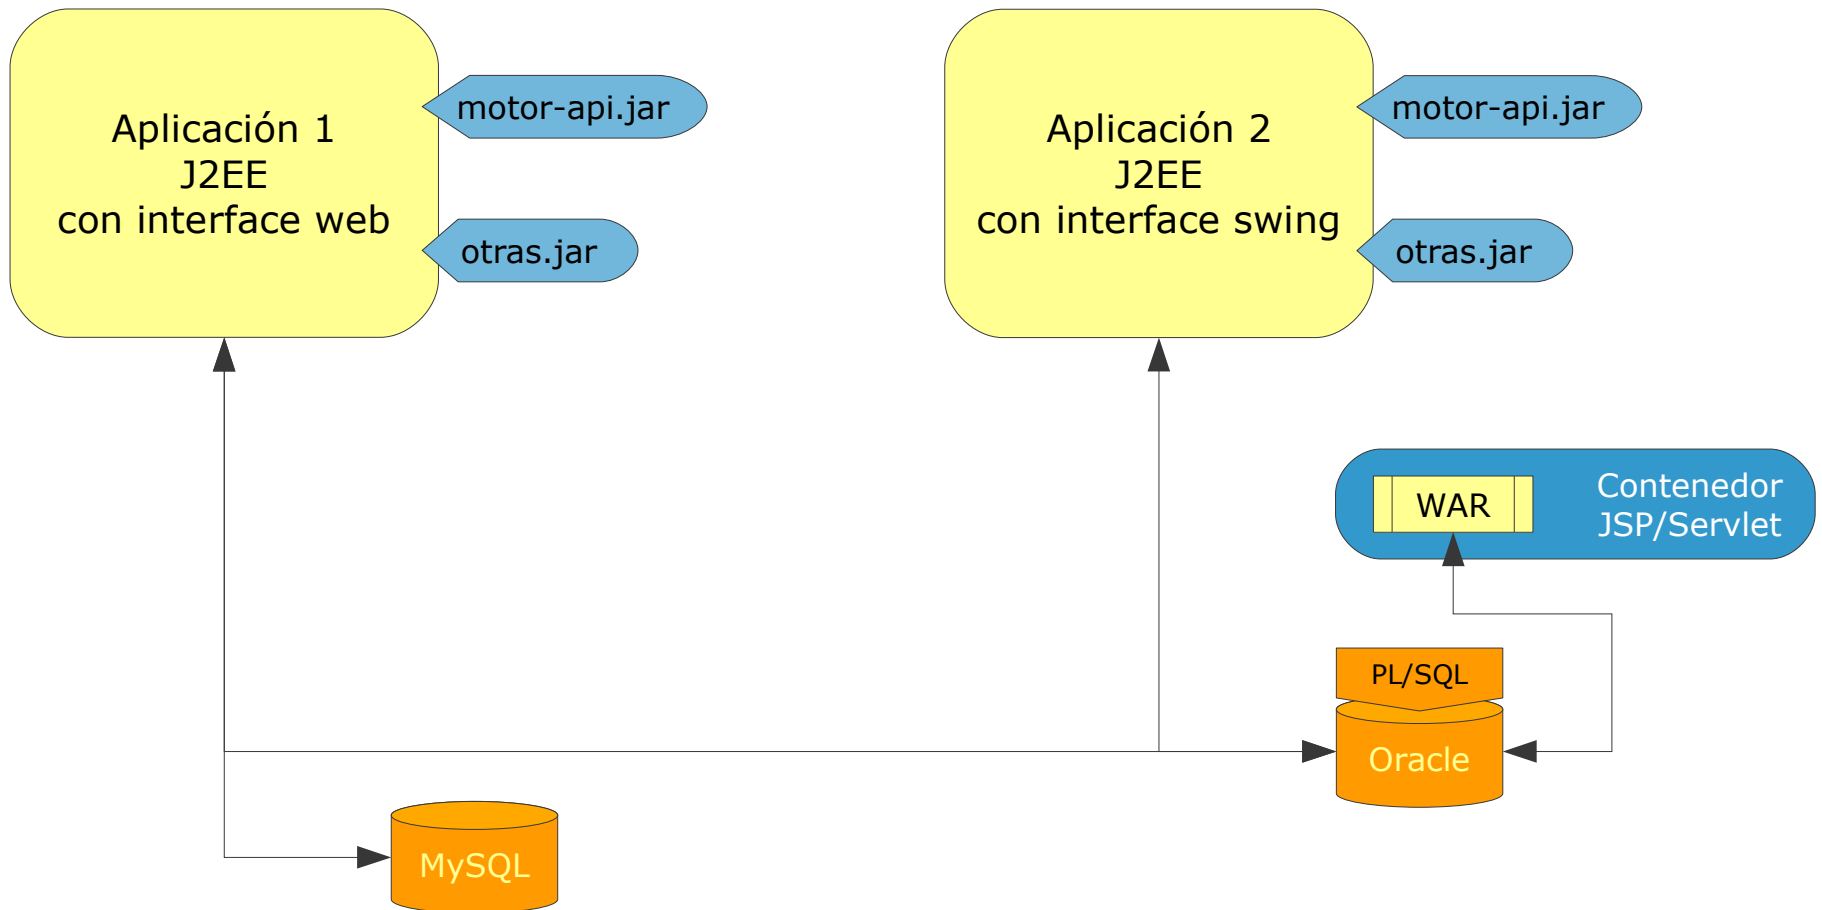 Aplicación 1
J2EE
con interface web
motor-api.jar
otras.jar
Aplicación 2
J2EE
con interface swing
motor-api.jar
otras.jar
WAR
Contenedor
JSP/Servlet
PL/SQL
Oracle
MySQL